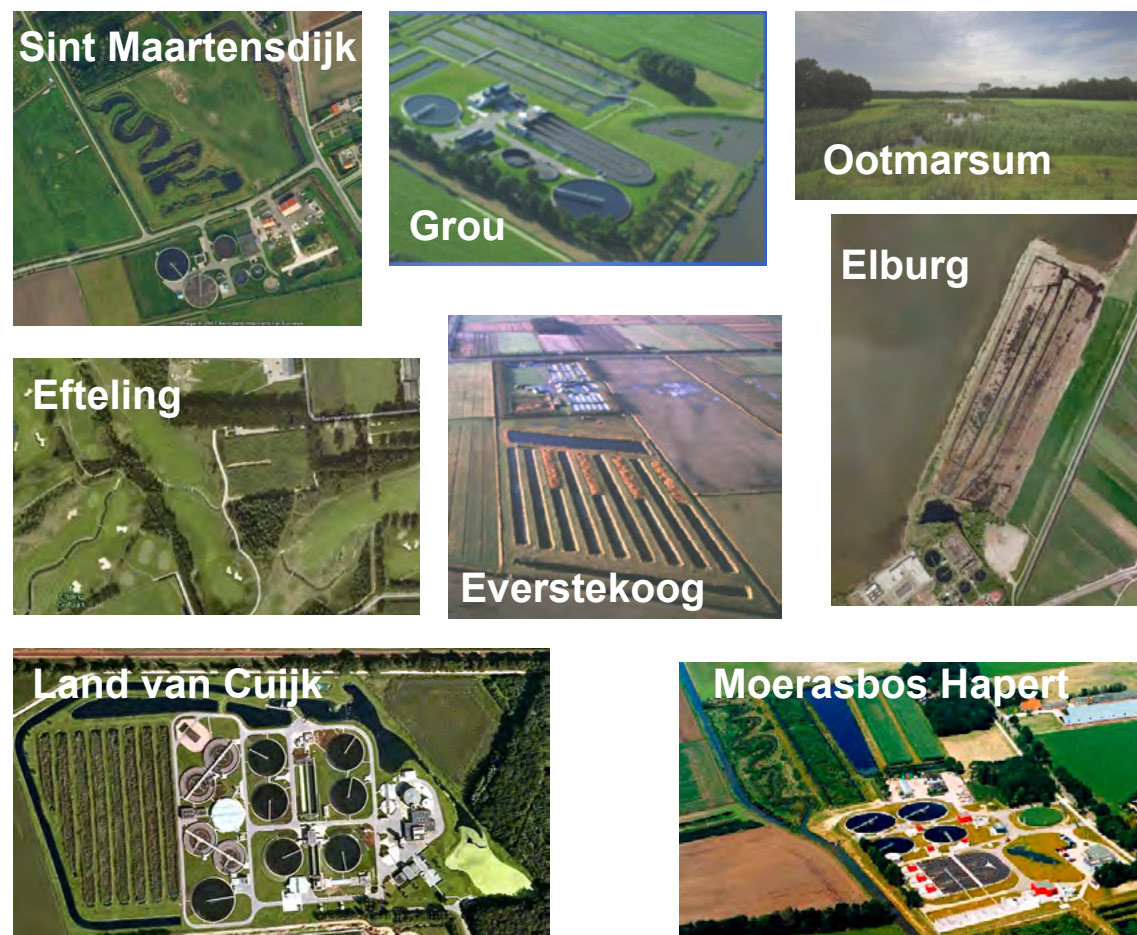 Sint Maartensdijk
Grou
Ootmarsum
Elburg
Efteling
Everstekoog
Land van Cuijk
Moerasbos Hapert